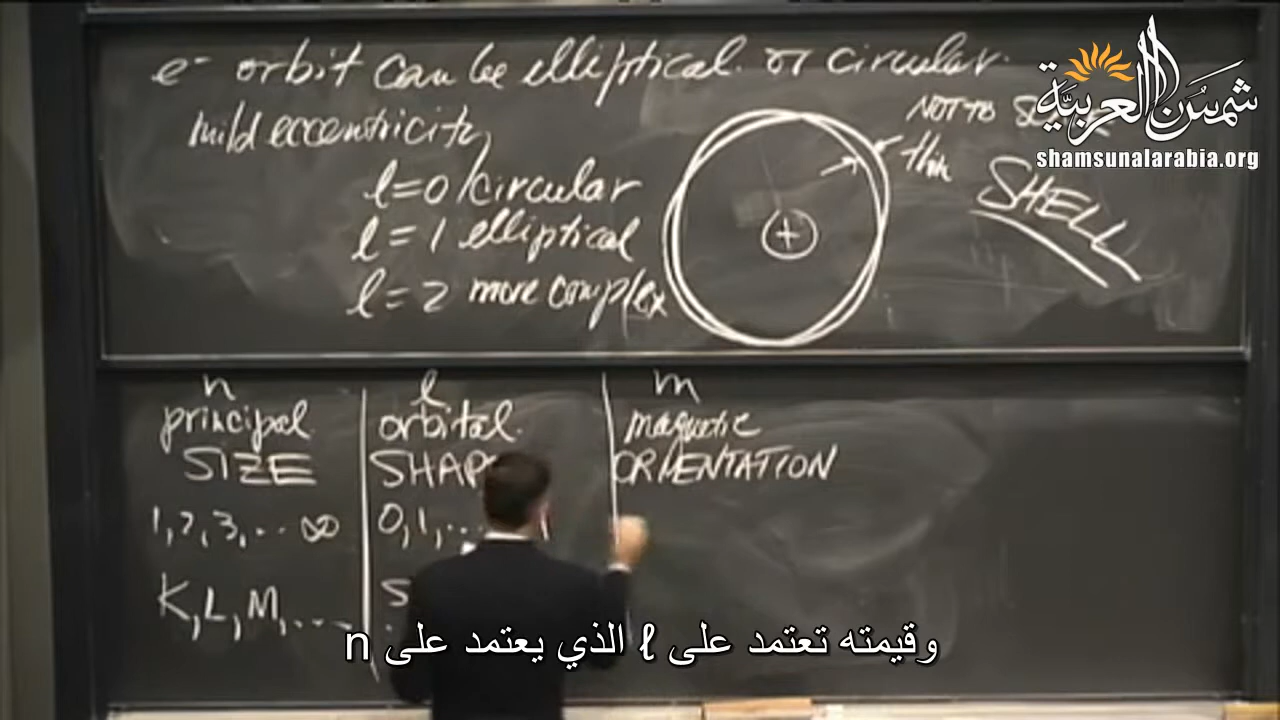 e⁻ orbit can be elliptical or circular.
mild eccentricity
l=0 circular
l=1 elliptical
l=2 more complex
NOT TO
thin
SHELL
+
شمسنا العربية
shamsunalarabia.org
n
principal
SIZE
1, 2, 3, ... ∞
K, L, M, ....
l
orbital.
0, 1, ...
S
m
magnetic
ORIENTATION
وقيمته تعتمد على ℓ الذي يعتمد على n